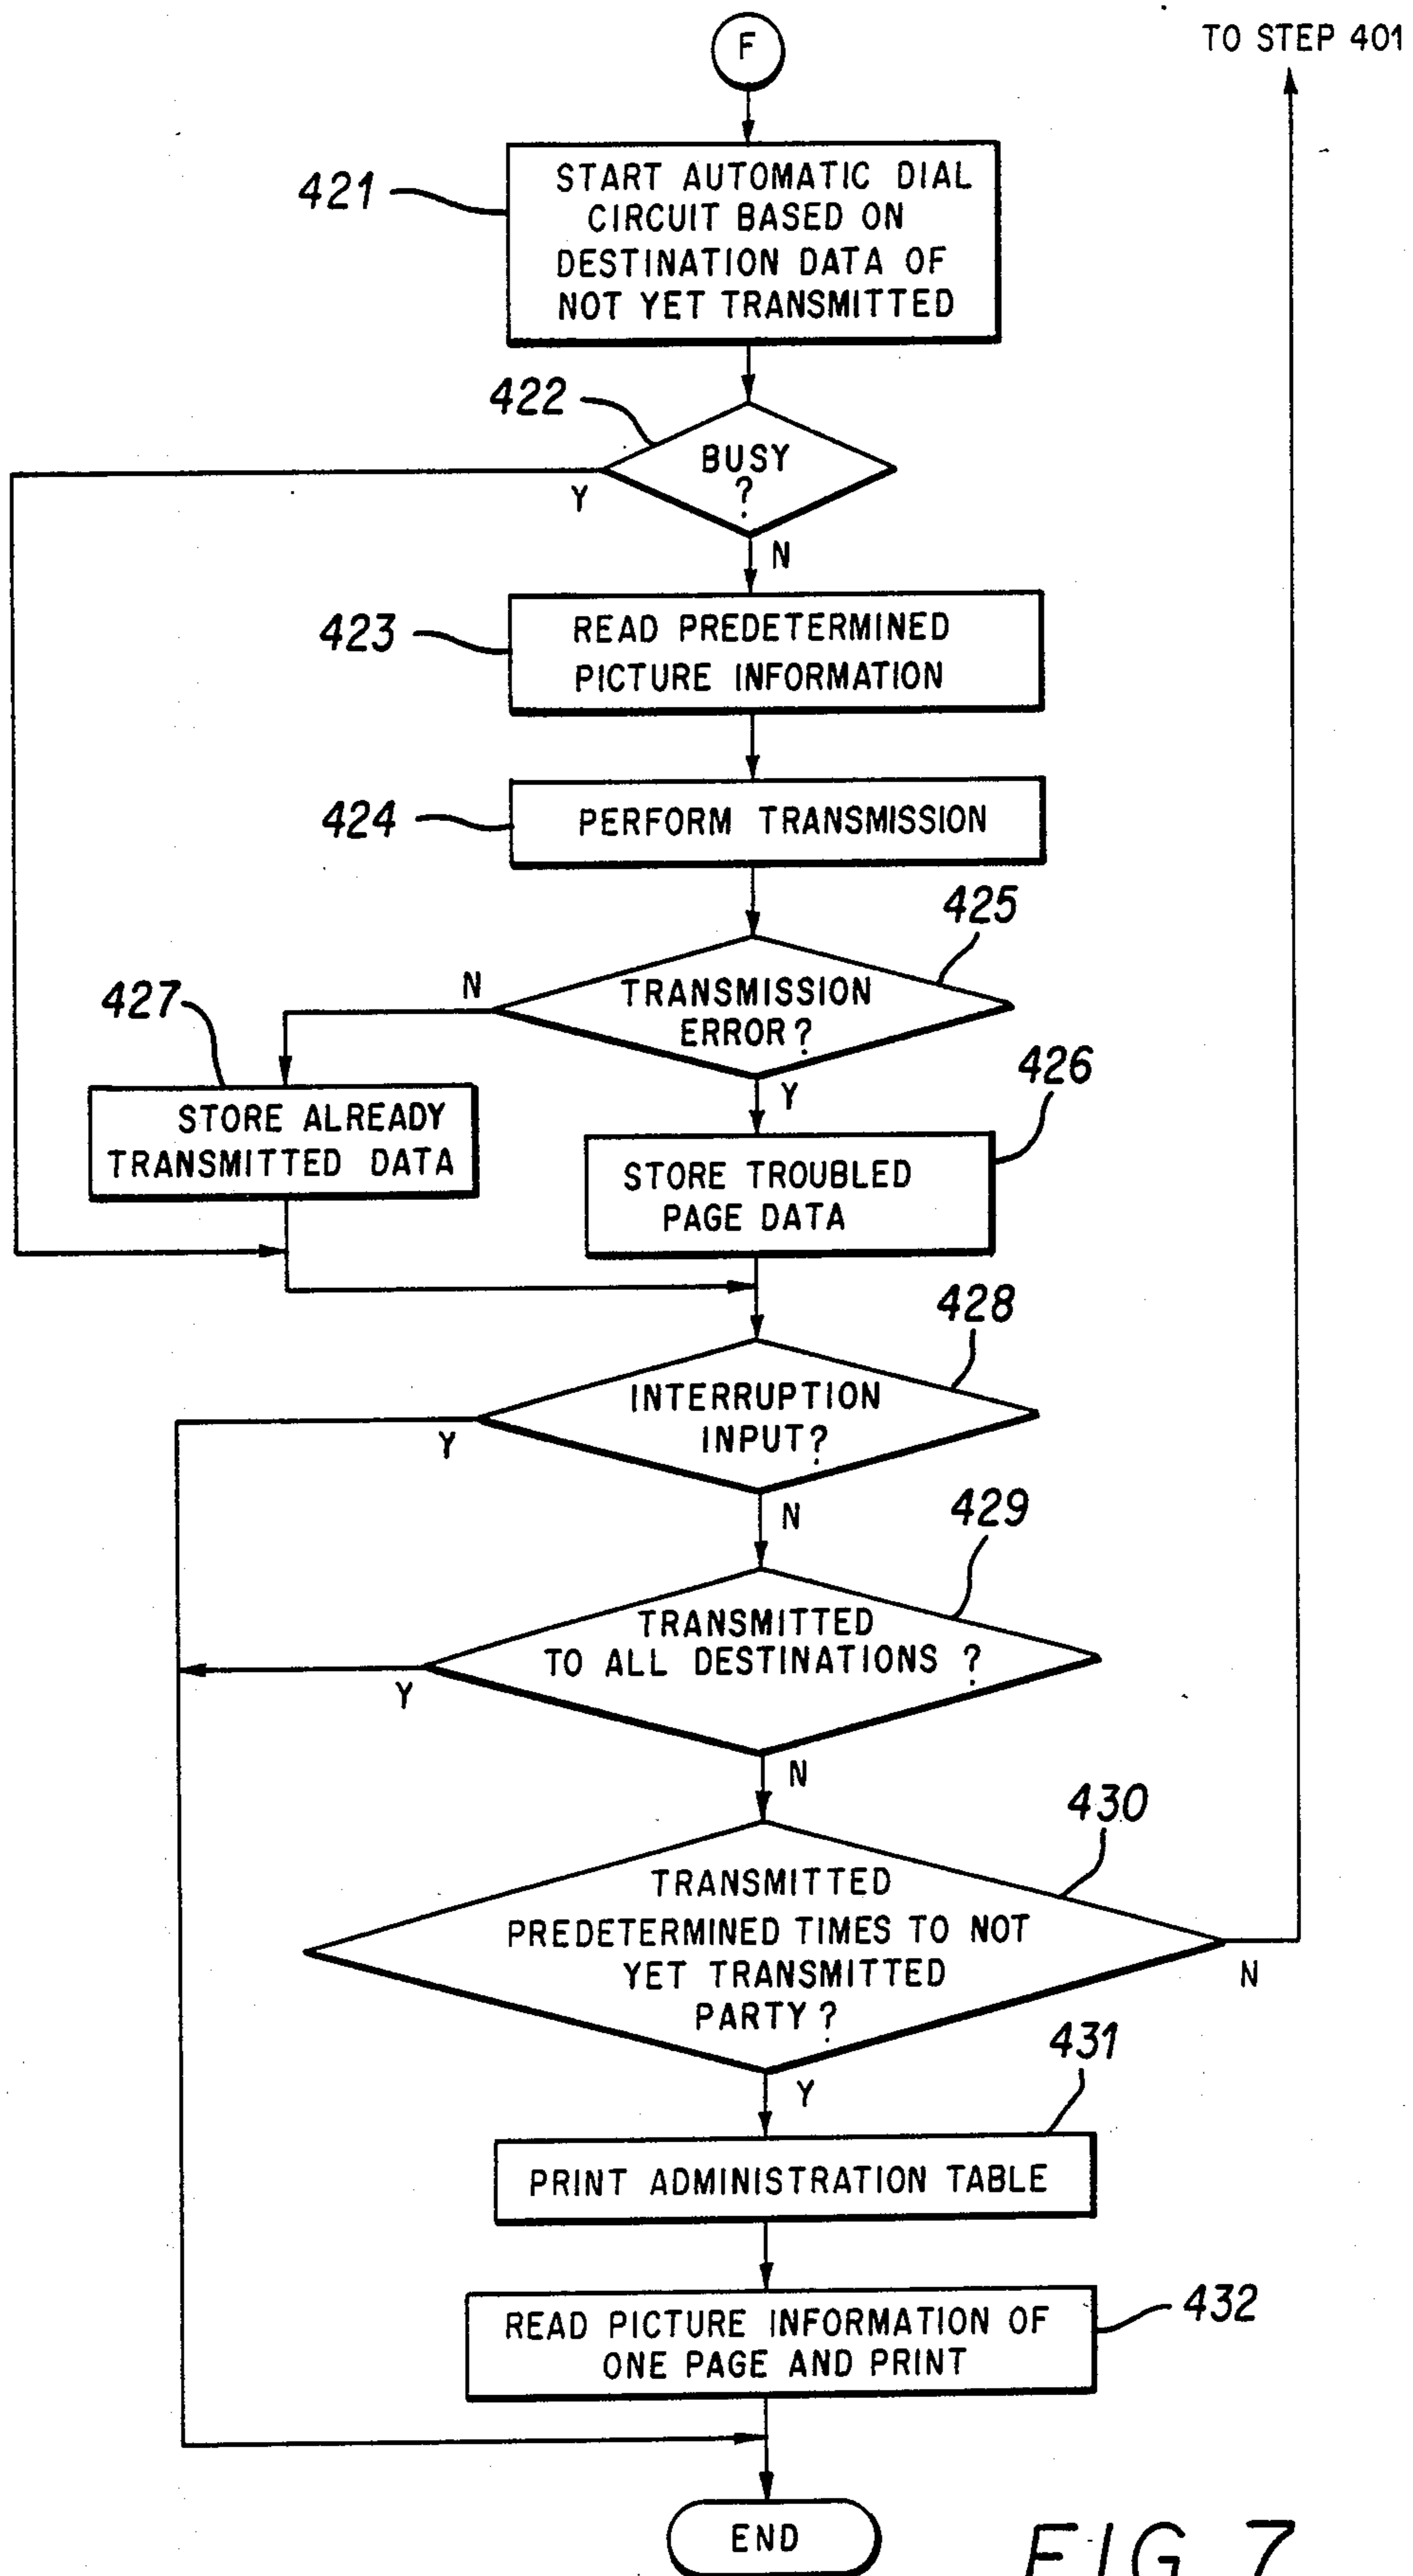 F
TO STEP 401
421
START AUTOMATIC DIAL
CIRCUIT BASED ON
DESTINATION DATA OF
NOT YET TRANSMITTED
422
BUSY
?
Y
N
423
READ PREDETERMINED
PICTURE INFORMATION
424
PERFORM TRANSMISSION
425
TRANSMISSION
ERROR?
N
Y
427
STORE ALREADY
TRANSMITTED DATA
426
STORE TROUBLED
PAGE DATA
428
INTERRUPTION
INPUT?
Y
N
429
TRANSMITTED
TO ALL DESTINATIONS ?
Y
N
430
TRANSMITTED
PREDETERMINED TIMES TO NOT
YET TRANSMITTED
PARTY?
N
Y
431
PRINT ADMINISTRATION TABLE
432
READ PICTURE INFORMATION OF
ONE PAGE AND PRINT
END
FIG. 7